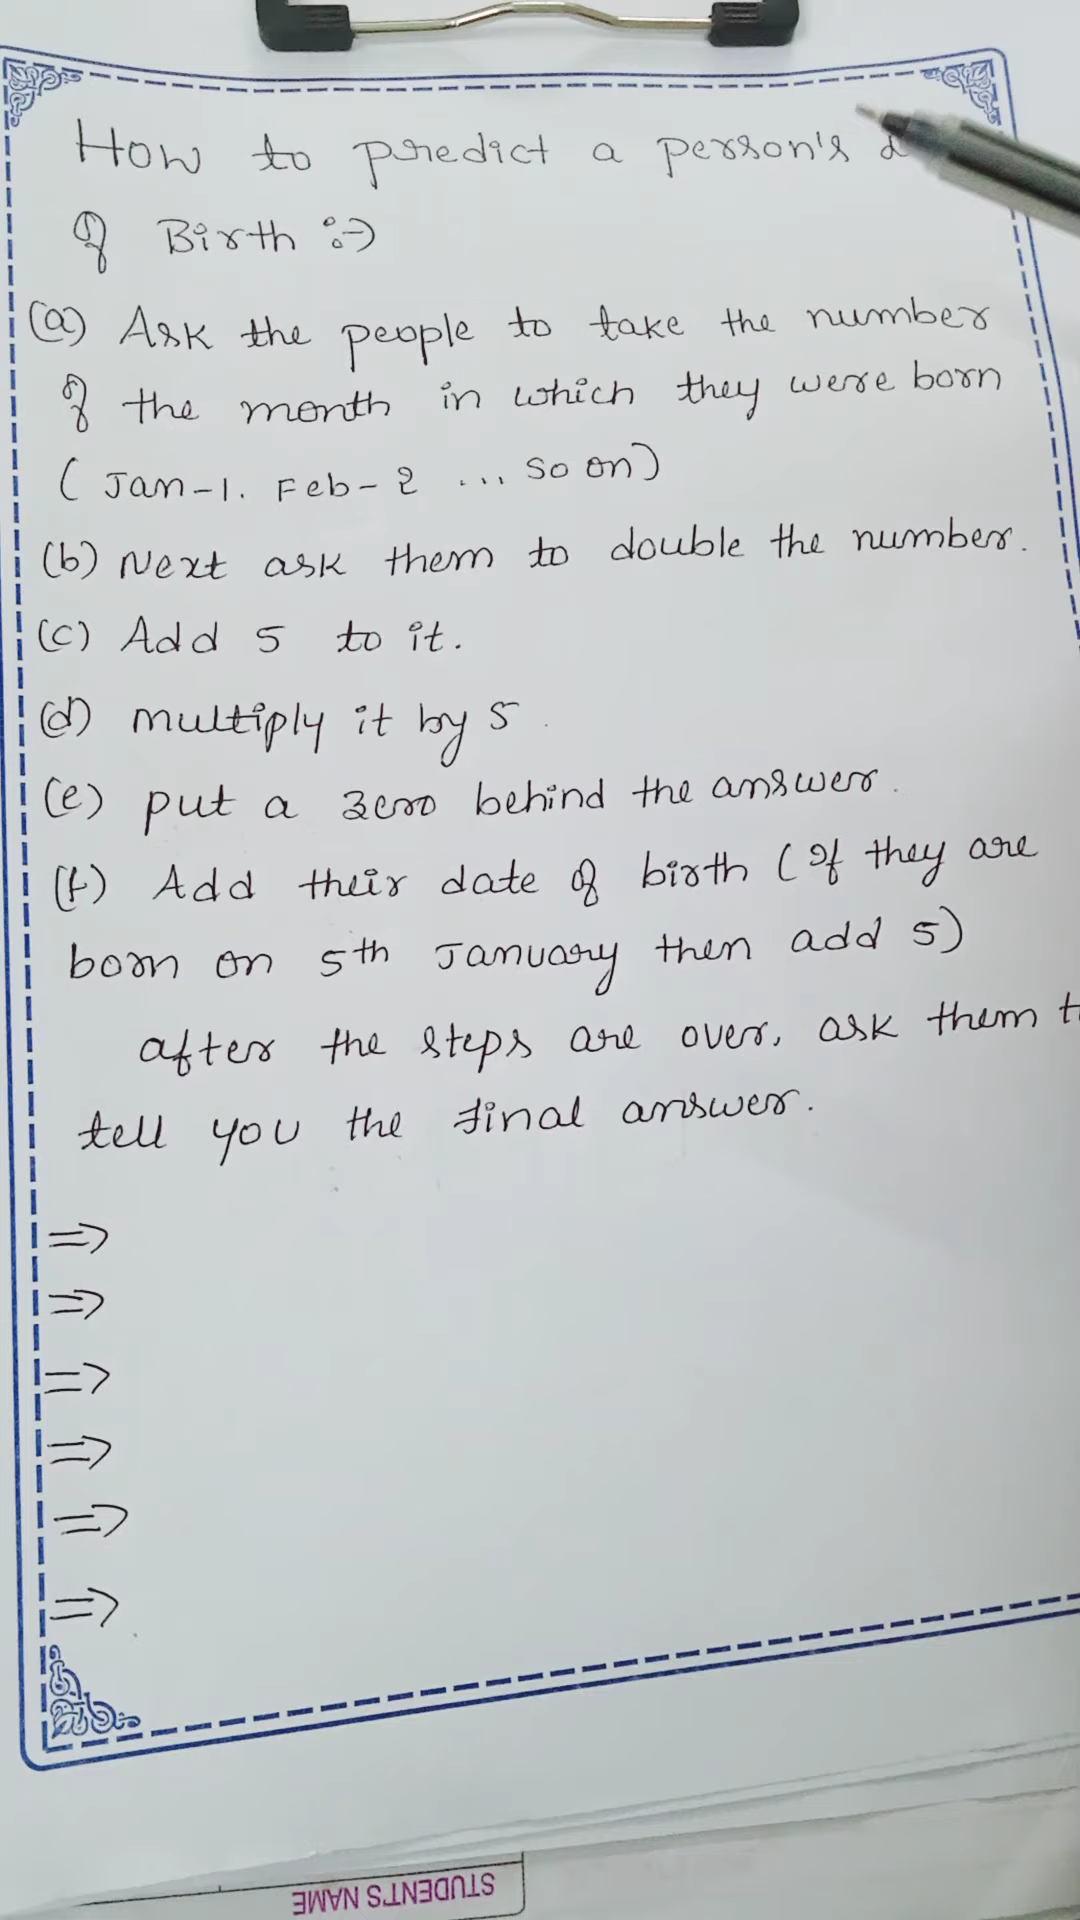 How to predict a person's
of Birth :-)
(a) Ask the people to take the number
of the month in which they were born
( Jan-1. Feb-2 ... So on)
(b) Next ask them to double the number.
(c) Add 5 to it.
(d) multiply it by 5.
(e) put a zero behind the answer.
(f) Add their date of birth (if they are
born on 5th January then add 5)
after the steps are over, ask them
tell you the final answer.
⇒
⇒
⇒
⇒
⇒
⇒
STUDENT'S NAME